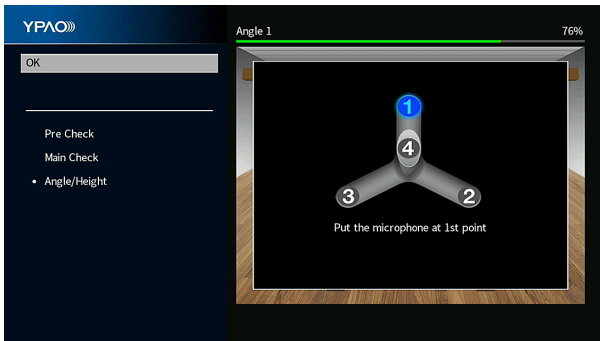 YPAO
OK
Pre Check
Main Check
• Angle/Height
Angle 1 76%
1
4
3 2
Put the microphone at 1st point